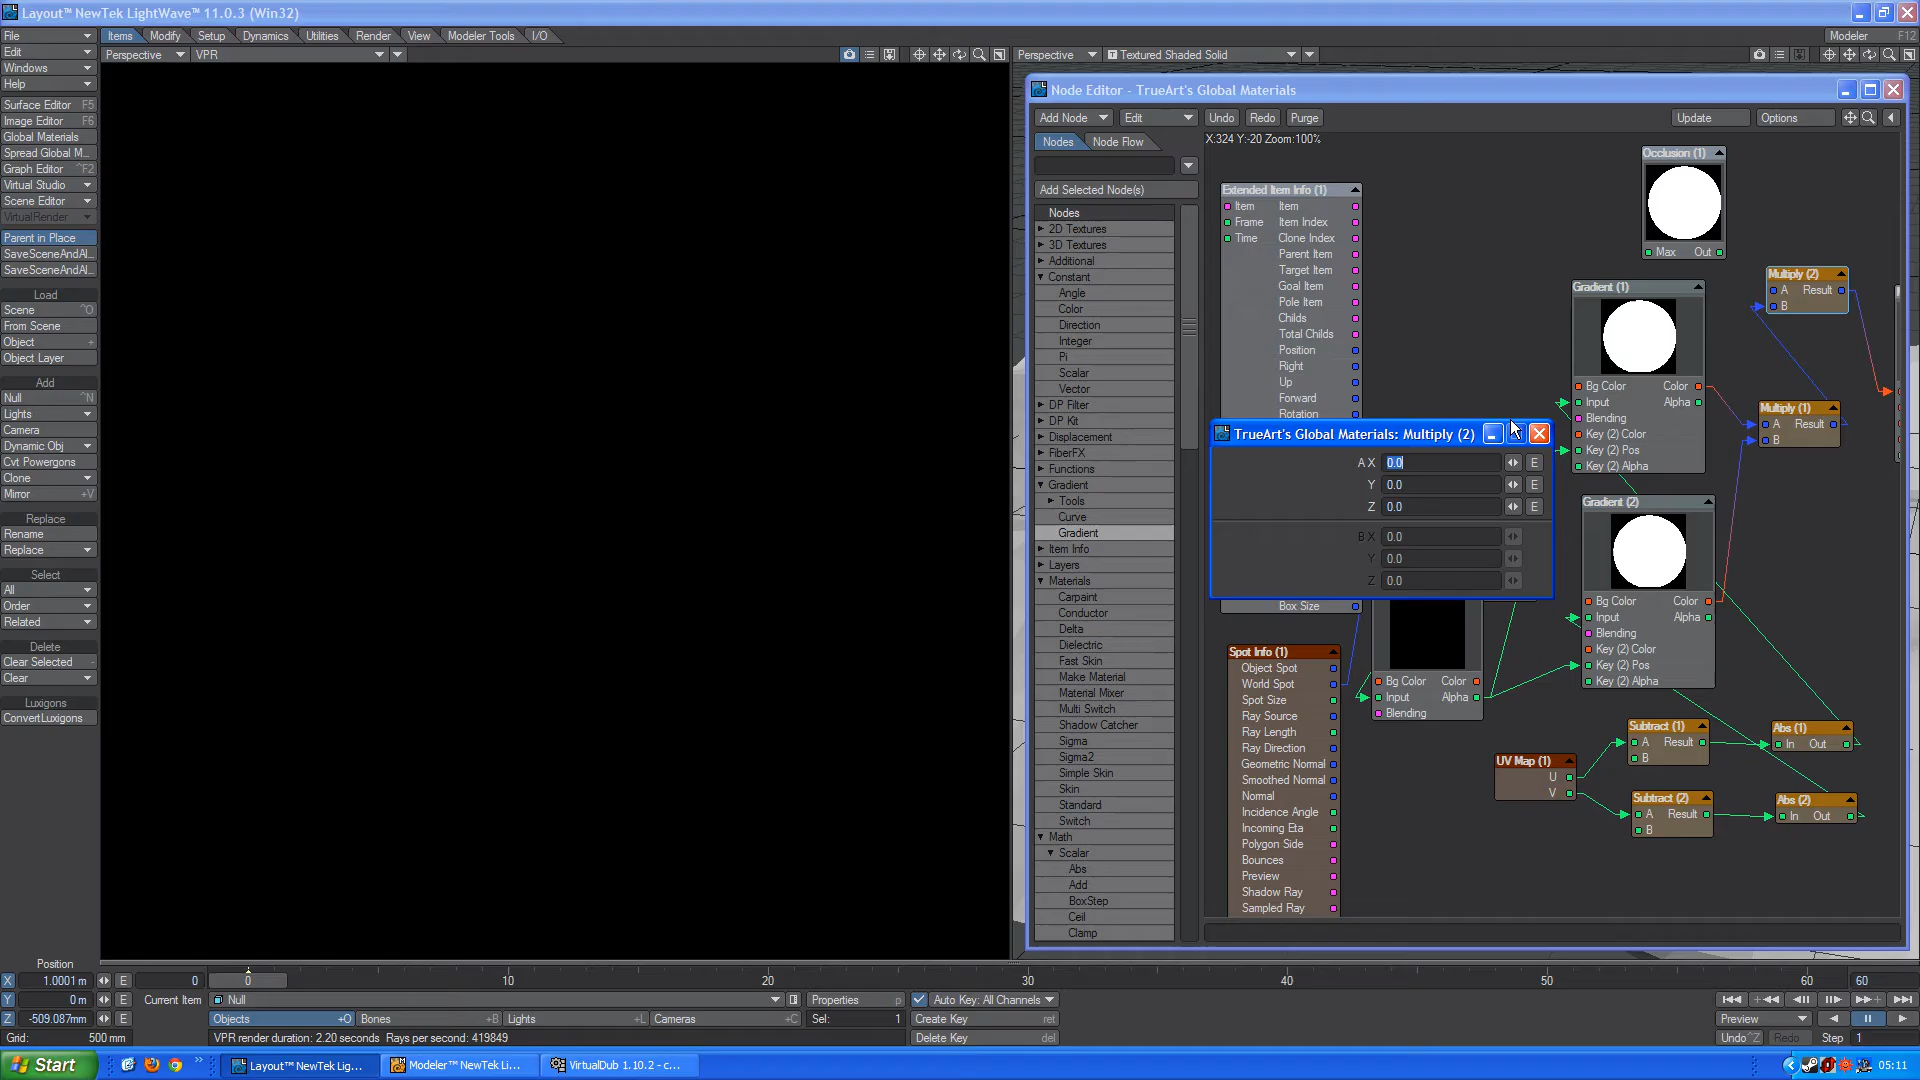 Layout™ NewTek LightWave™ 11.0.3 (Win32)
File
Items
Modify
Setup
Dynamics
Utilities
Render
View
Modeler Tools
I/O
Modeler F12
Edit
Perspective
VPR
Perspective
Textured Shaded Solid
Windows
Help
Surface Editor F5
Image Editor F6
Global Materials
Spread Global M...
Graph Editor ^F2
Virtual Studio
Scene Editor
VirtualRender
Parent in Place
SaveSceneAndAl...
SaveSceneAndAl...
Load
Scene ^O
From Scene
Object +
Object Layer
Add
Null ^N
Lights
Camera
Dynamic Obj
Cvt Powergons
Clone
Mirror +V
Replace
Rename
Replace
Select
All
Order
Related
Delete
Clear Selected -
Clear
Luxigons
ConvertLuxigons
Node Editor - TrueArt's Global Materials
Add Node
Edit
Undo
Redo
Purge
Update
Options
Nodes
Node Flow
X:324 Y:-20 Zoom:100%
Add Selected Node(s)
Nodes
2D Textures
3D Textures
Additional
Constant
Angle
Color
Direction
Integer
Pi
Scalar
Vector
DP Filter
DP Kit
Displacement
FiberFX
Functions
Gradient
Tools
Curve
Gradient
Item Info
Layers
Materials
Carpaint
Conductor
Delta
Dielectric
Fast Skin
Make Material
Material Mixer
Multi Switch
Shadow Catcher
Sigma
Sigma2
Simple Skin
Skin
Standard
Switch
Math
Scalar
Abs
Add
BoxStep
Ceil
Clamp
Extended Item Info (1)
Item Item
Frame Item Index
Time Clone Index
Parent Item
Target Item
Goal Item
Pole Item
Childs
Total Childs
Position
Right
Up
Forward
Rotation
Box Size
Occlusion (1)
Max Out
Multiply (2)
A Result
B
Gradient (1)
Bg Color Color
Input Alpha
Blending
Key (2) Color
Key (2) Pos
Key (2) Alpha
Multiply (1)
A Result
B
TrueArt's Global Materials: Multiply (2)
A X 0.0 E
Y 0.0 E
Z 0.0 E
B X 0.0
Y 0.0
Z 0.0
Gradient (2)
Bg Color Color
Input Alpha
Blending
Key (2) Color
Key (2) Pos
Key (2) Alpha
Spot Info (1)
Object Spot
World Spot
Spot Size
Ray Source
Ray Length
Ray Direction
Geometric Normal
Smoothed Normal
Normal
Incidence Angle
Incoming Eta
Polygon Side
Bounces
Preview
Shadow Ray
Sampled Ray
Bg Color Color
Input Alpha
Blending
UV Map (1)
U
V
Subtract (1)
A Result
B
Abs (1)
In Out
Subtract (2)
A Result
B
Abs (2)
In Out
Position
X 1.0001 m E
0
0 10 20 30 40 50 60
60
Y 0 m E
Current Item
Null
Properties p
Auto Key: All Channels
Z -509.087mm E
Objects +O
Bones +B
Lights +L
Cameras +C
Sel: 1
Create Key ret
Preview
Grid: 500 mm
VPR render duration: 2.20 seconds Rays per second: 419849
Delete Key del
Undo ^Z
Redo
Step 1
Start
Layout™ NewTek Lig...
Modeler™ NewTek Li...
VirtualDub 1.10.2 - c...
05:11